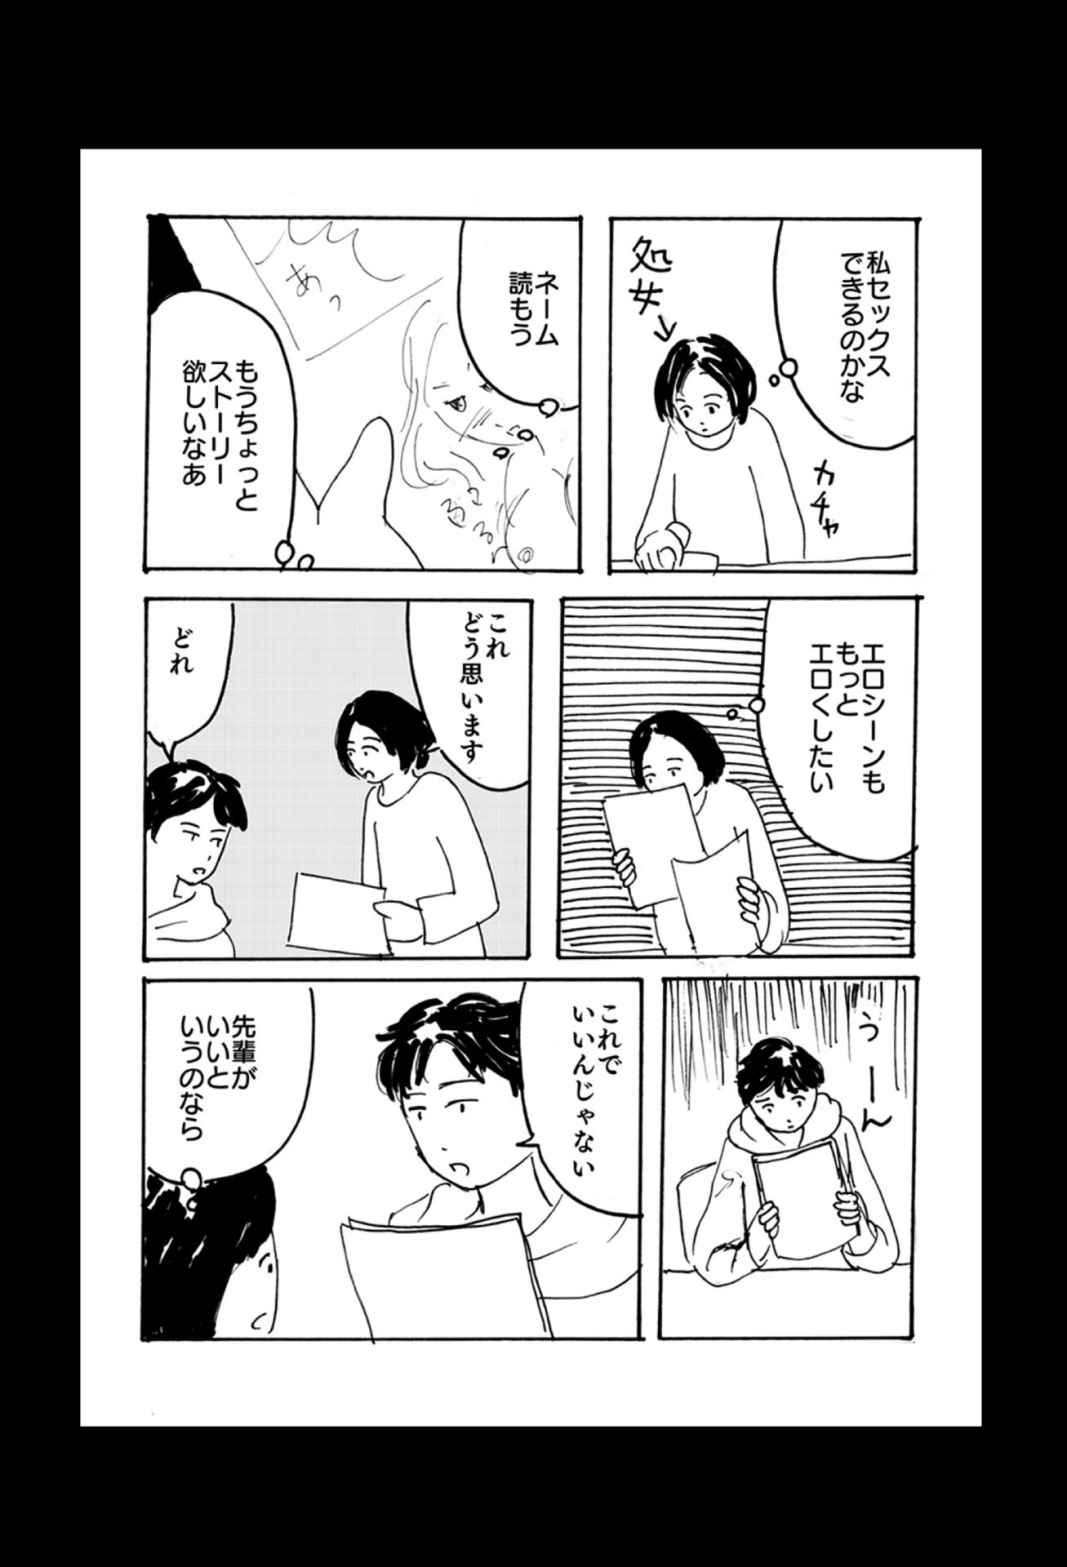 私セックス
できるのかな
処女
カチャ
ネーム
読もう
あっ
もうちょっと
ストーリー
欲しいなあ
エロシーンも
もっと
エロくしたい
これ
どう思います
どれ
うーん
これで
いいんじゃない
先輩が
いいと
いうのなら